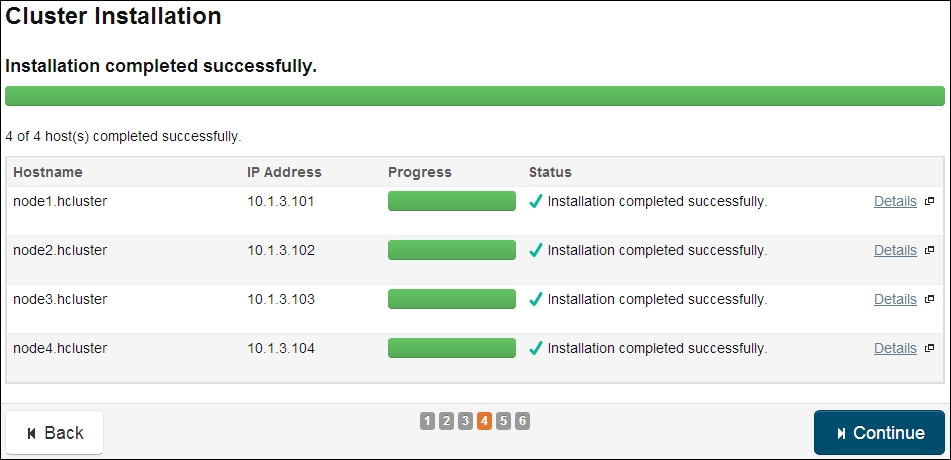 Cluster Installation
Installation completed successfully.
4 of 4 host(s) completed successfully.
Hostname IP Address Progress Status
node1.hcluster 10.1.3.101 Installation completed successfully. Details
node2.hcluster 10.1.3.102 Installation completed successfully. Details
node3.hcluster 10.1.3.103 Installation completed successfully. Details
node4.hcluster 10.1.3.104 Installation completed successfully. Details
Back 1 2 3 4 5 6 Continue